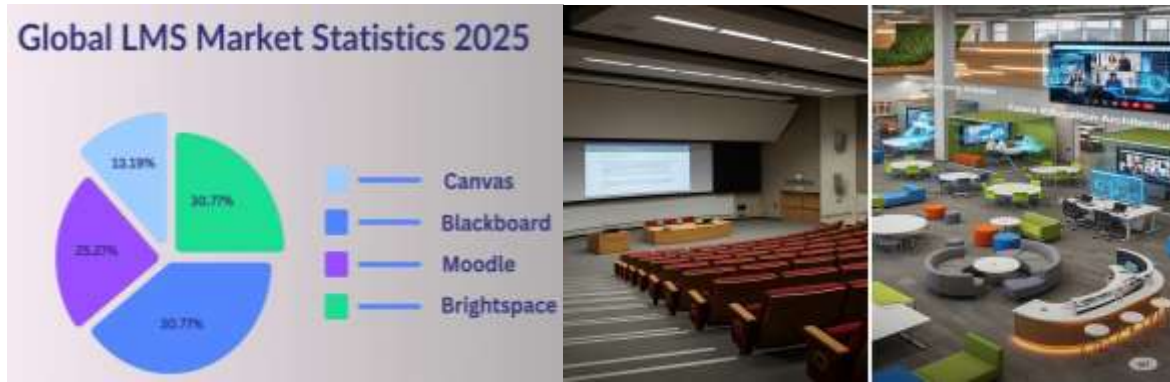 Global LMS Market Statistics 2025
13.19%
30.77%
25.27%
30.77%
Canvas
Blackboard
Moodle
Brightspace